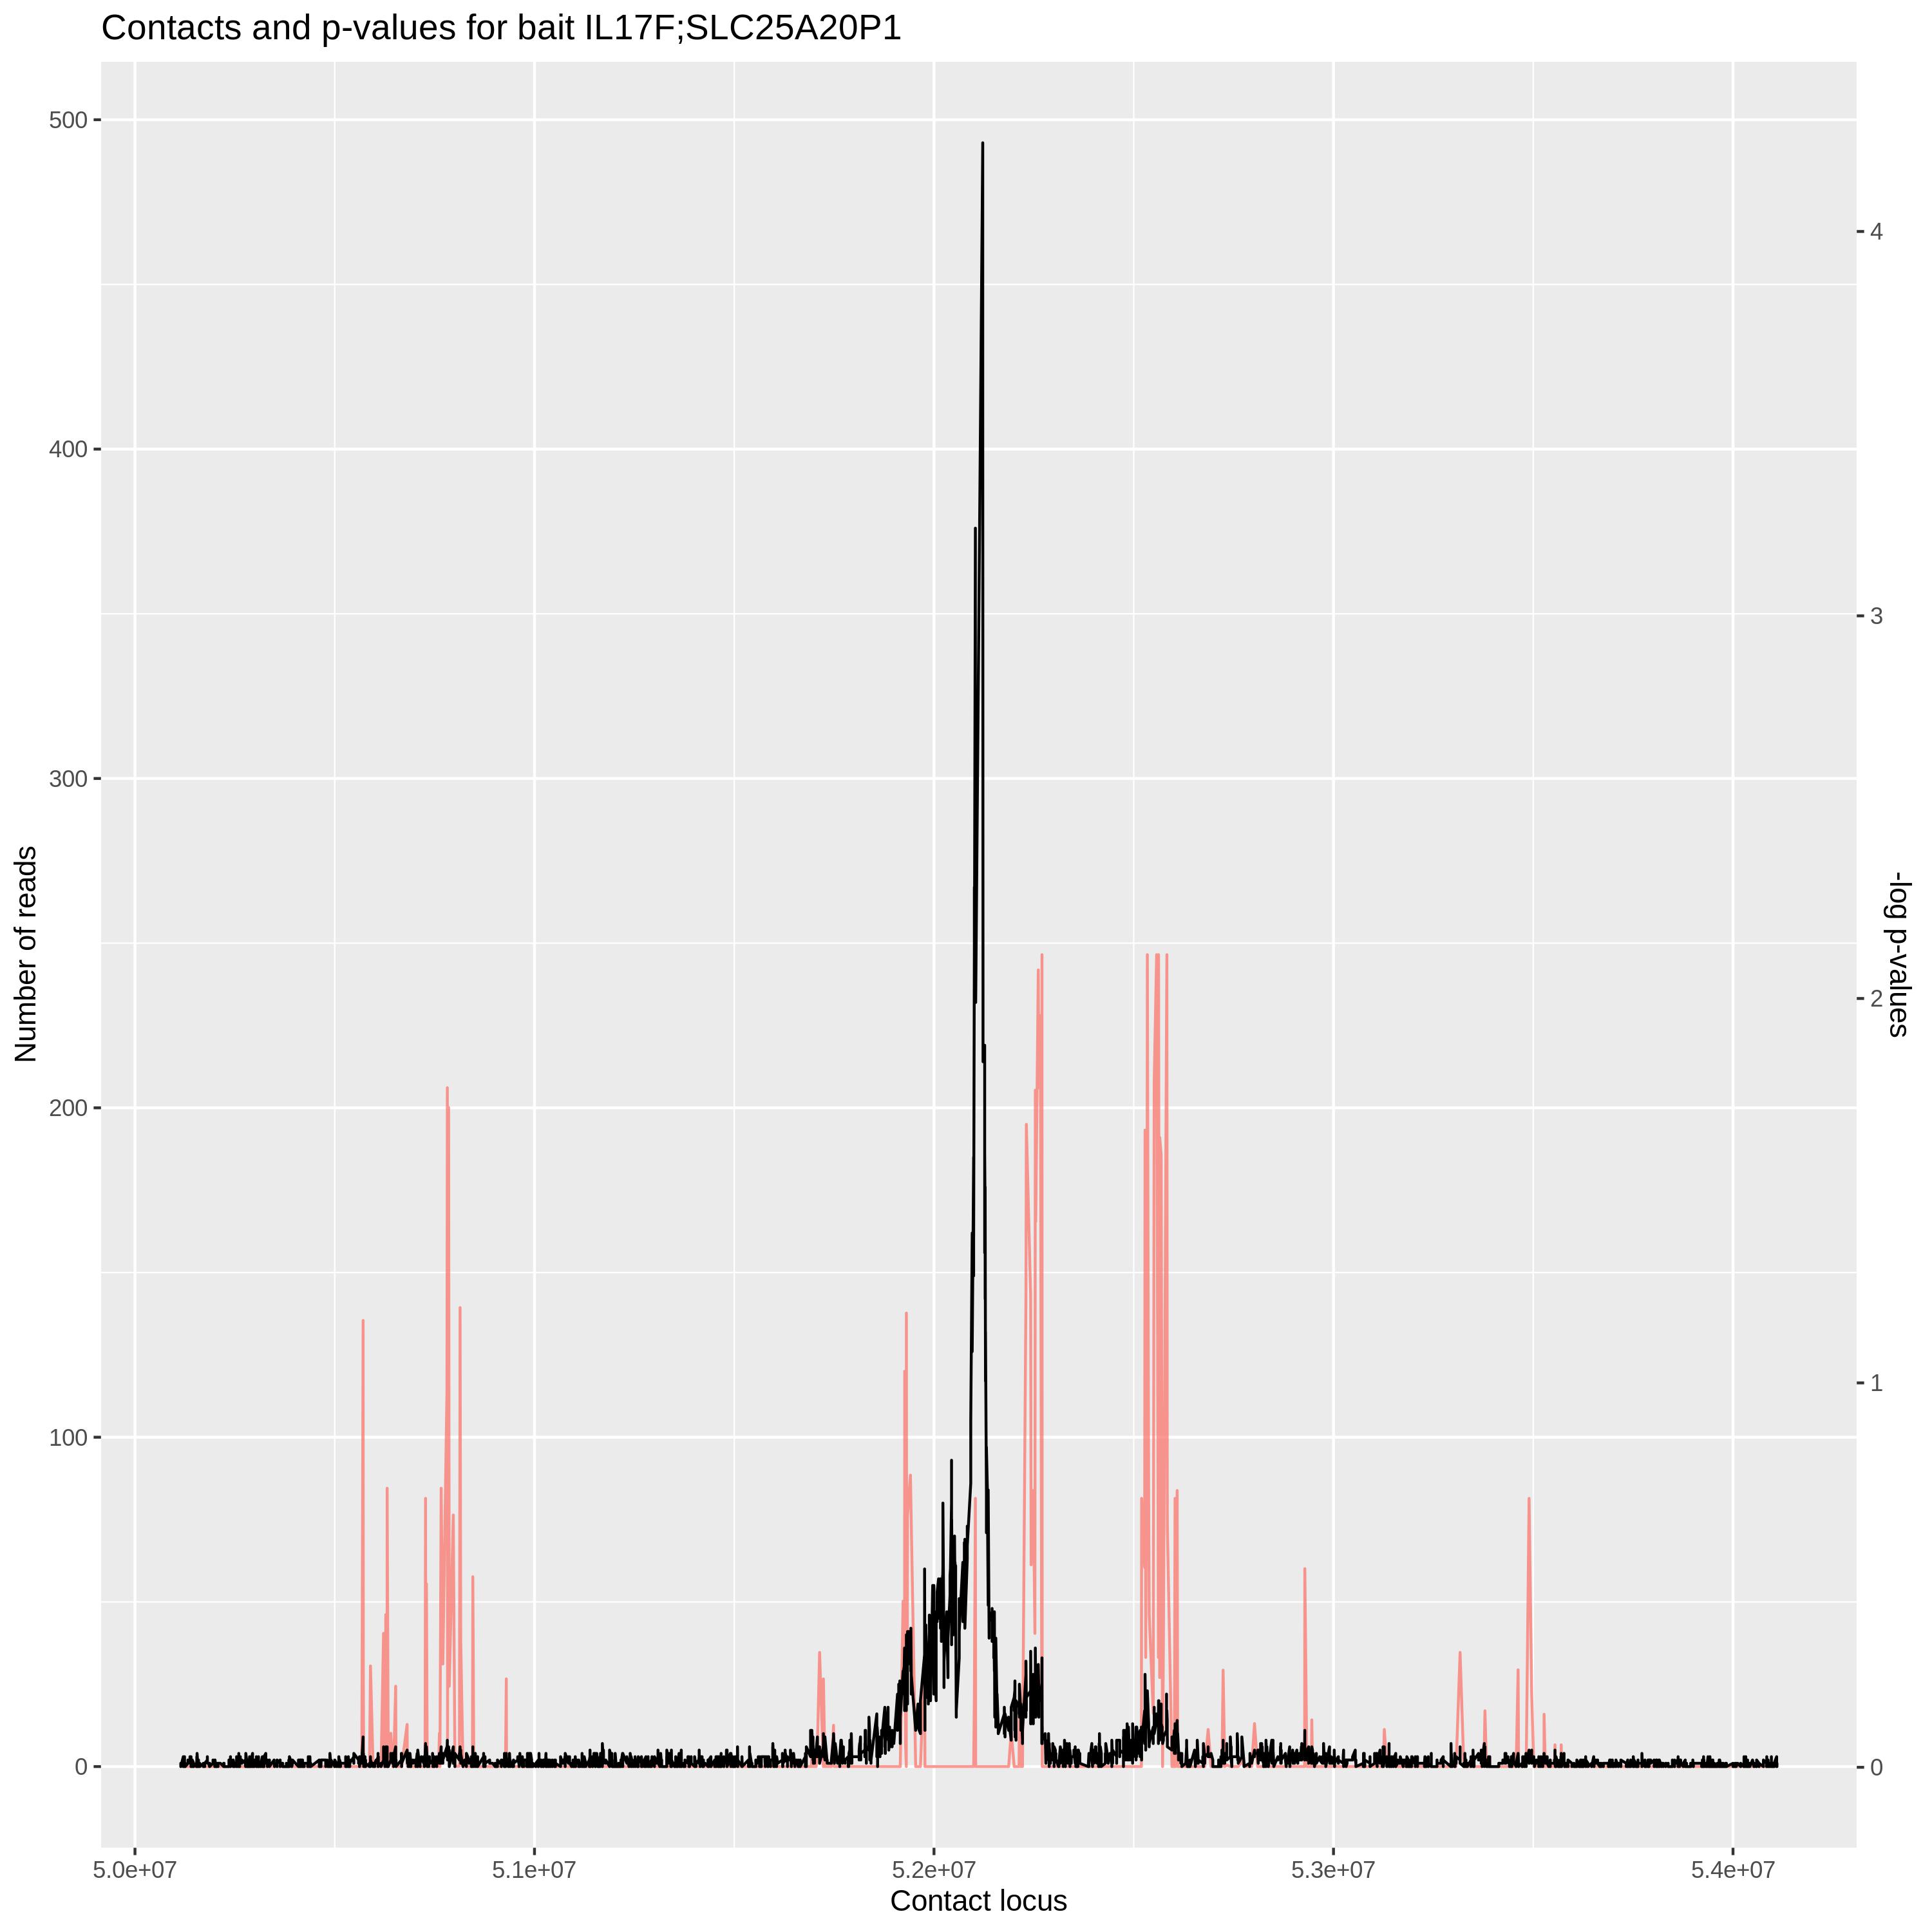 Contacts and p-values for bait IL17F;SLC25A20P1
500
400
300
200
100
0
Number of reads
4
3
2
1
0
-log p-values
5.0e+07
5.1e+07
5.2e+07
5.3e+07
5.4e+07
Contact locus